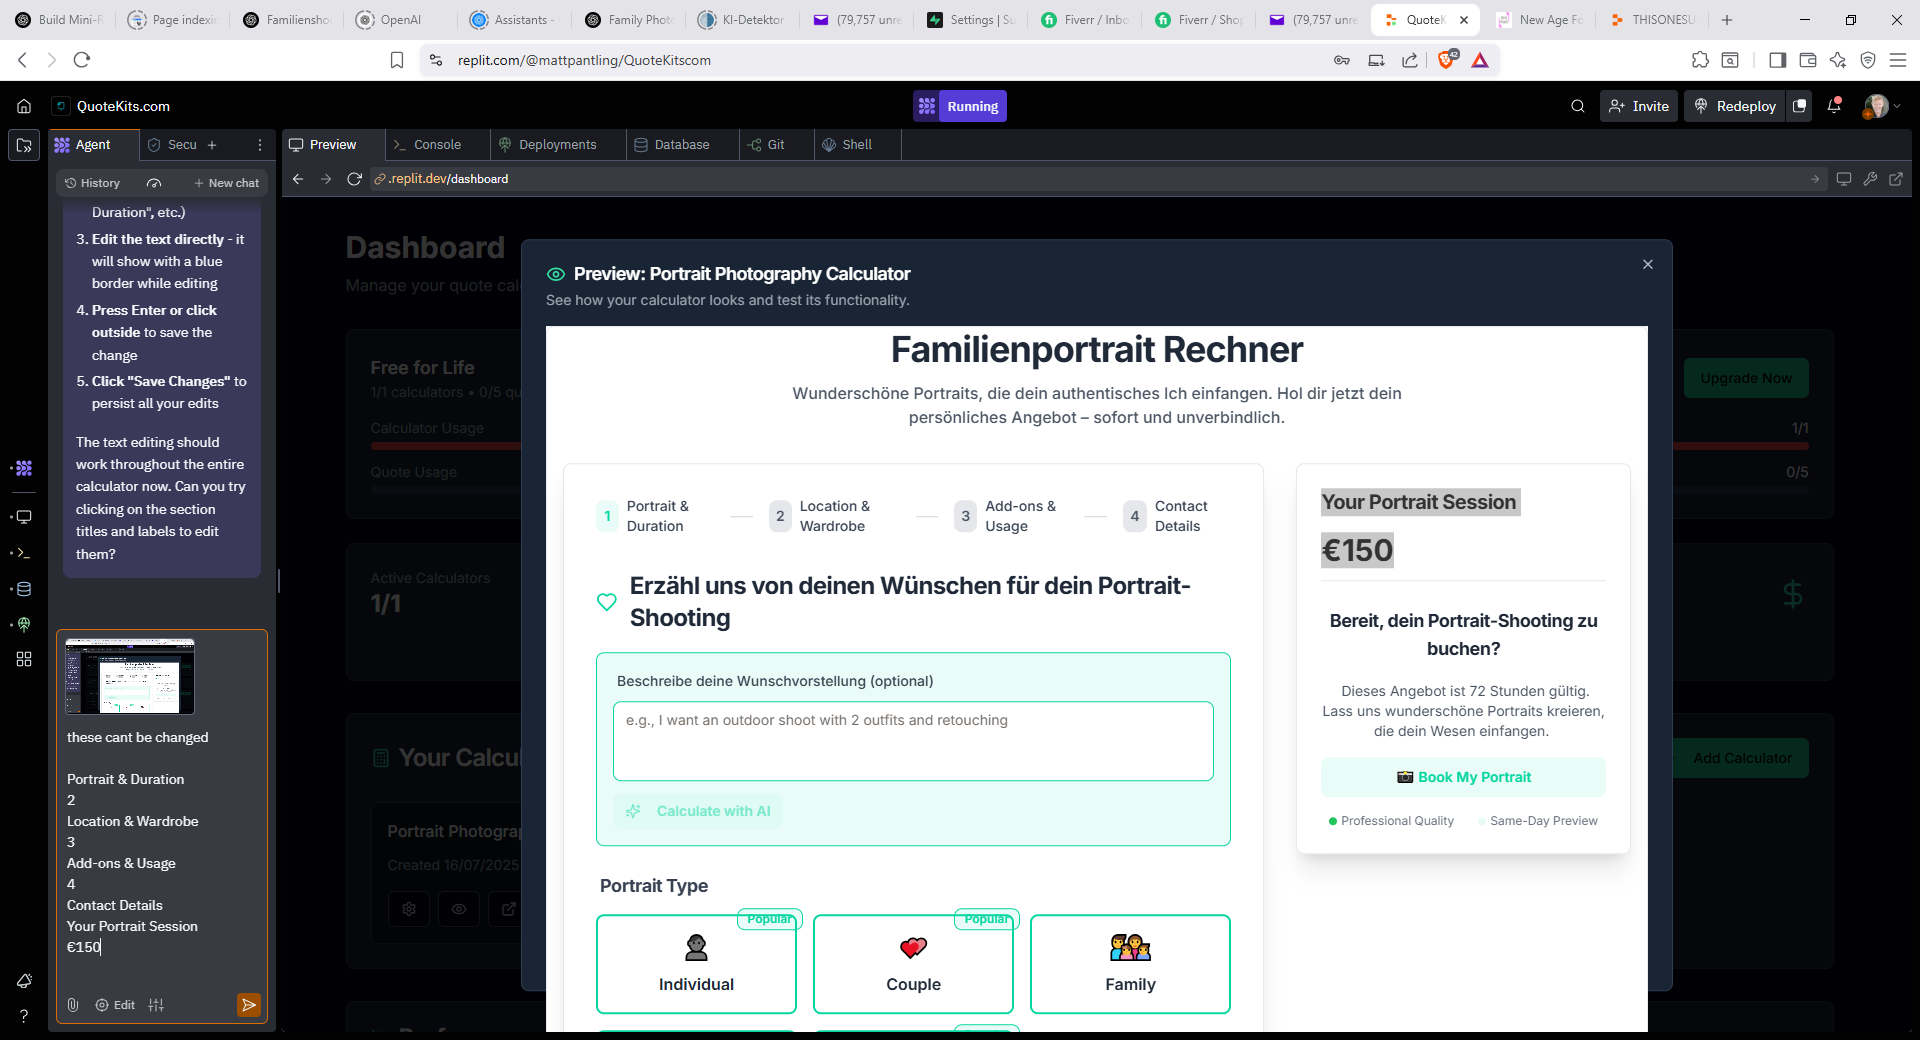 Build Mini-R
Page indexi
Familiensho
OpenAI
Assistants -
Family Phot
KI-Detektor
(79,757 unre
Settings | Su
Fiverr / Inbo
Fiverr / Shop
(79,757 unre
QuoteK
New Age Fo
THISONESU
replit.com/@mattpantling/QuoteKitscom
42
QuoteKits.com
Running
Invite
Redeploy
Agent
Secu
Preview
Console
Deployments
Database
Git
Shell
History
New chat
.replit.dev/dashboard
Duration", etc.)
3. Edit the text directly - it
will show with a blue
border while editing
4. Press Enter or click
outside to save the
change
5. Click "Save Changes" to
persist all your edits
The text editing should
work throughout the entire
calculator now. Can you try
clicking on the section
titles and labels to edit
them?
these cant be changed
Portrait & Duration
2
Location & Wardrobe
3
Add-ons & Usage
4
Contact Details
Your Portrait Session
€150
Edit
Dashboard
Manage your quote cal
Free for Life
1/1 calculators • 0/5 qu
Calculator Usage
Quote Usage
Upgrade Now
1/1
0/5
Active Calculators
1/1
Your Calcul
Add Calculator
Portrait Photograp
Created 16/07/2025
Preview: Portrait Photography Calculator
See how your calculator looks and test its functionality.
Familienportrait Rechner
Wunderschöne Portraits, die dein authentisches Ich einfangen. Hol dir jetzt dein
persönliches Angebot – sofort und unverbindlich.
1 Portrait &
Duration
2 Location &
Wardrobe
3 Add-ons &
Usage
4 Contact
Details
Erzähl uns von deinen Wünschen für dein Portrait-
Shooting
Beschreibe deine Wunschvorstellung (optional)
e.g., I want an outdoor shoot with 2 outfits and retouching
Calculate with AI
Portrait Type
Popular
Individual
Popular
Couple
Family
Your Portrait Session
€150
Bereit, dein Portrait-Shooting zu
buchen?
Dieses Angebot ist 72 Stunden gültig.
Lass uns wunderschöne Portraits kreieren,
die dein Wesen einfangen.
Book My Portrait
Professional Quality
Same-Day Preview